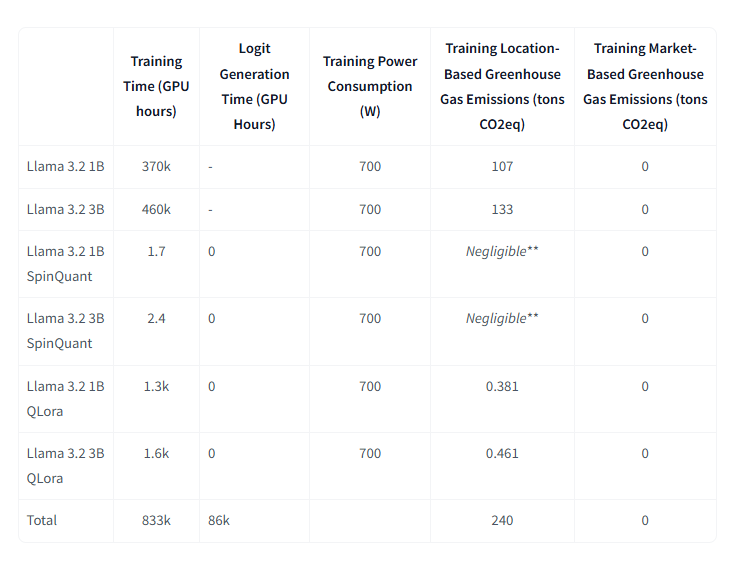 Training Time (GPU hours) | Logit Generation Time (GPU Hours) | Training Power Consumption (W) | Training Location-Based Greenhouse Gas Emissions (tons CO2eq) | Training Market-Based Greenhouse Gas Emissions (tons CO2eq)
Llama 3.2 1B | 370k | - | 700 | 107 | 0
Llama 3.2 3B | 460k | - | 700 | 133 | 0
Llama 3.2 1B SpinQuant | 1.7 | 0 | 700 | Negligible** | 0
Llama 3.2 3B SpinQuant | 2.4 | 0 | 700 | Negligible** | 0
Llama 3.2 1B QLora | 1.3k | 0 | 700 | 0.381 | 0
Llama 3.2 3B QLora | 1.6k | 0 | 700 | 0.461 | 0
Total | 833k | 86k | | 240 | 0